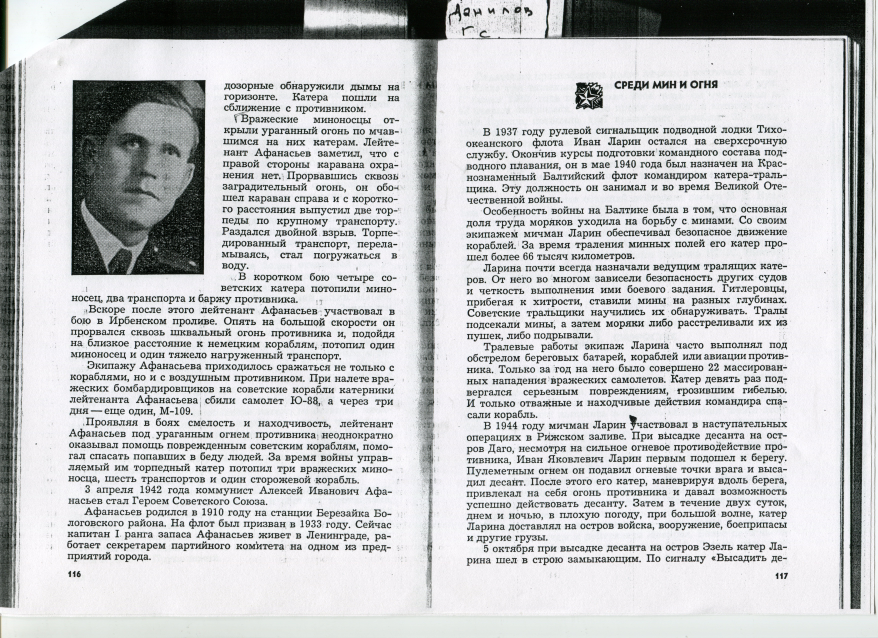 Данилов
Г.С.
дозорные обнаружили дымы на
горизонте. Катера пошли на
сближение с противником.
Вражеские миноносцы от-
крыли ураганный огонь по мчав-
шимся на них катерам. Лейте-
нант Афанасьев заметил, что с
правой стороны каравана охра-
нения нет. Прорвавшись сквозь
заградительный огонь, он обо-
шел караван справа и с коротко-
го расстояния выпустил две тор-
педы по крупному транспорту.
Раздался двойной взрыв. Торпе-
дированный транспорт, перела-
мываясь, стал погружаться в
воду.
В коротком бою четыре со-
ветских катера потопили мино-
носец, два транспорта и баржу противника.
Вскоре после этого лейтенант Афанасьев участвовал в
бою в Ирбенском проливе. Опять на большой скорости он
прорвался сквозь шквальный огонь противника и, подойдя
на близкое расстояние к немецким кораблям, потопил один
миноносец и один тяжело нагруженный транспорт.
Экипажу Афанасьева приходилось сражаться не только с
кораблями, но и с воздушным противником. При налете вра-
жеских бомбардировщиков на советские корабли катерники
лейтенанта Афанасьева сбили самолет Ю-88, а через три
дня — еще один, М-109.
Проявляя в боях смелость и находчивость, лейтенант
Афанасьев под ураганным огнем противника неоднократно
оказывал помощь поврежденным советским кораблям, помо-
гал спасать попавших в беду людей. За время войны управ-
ляемый им торпедный катер потопил три вражеских мино-
носца, шесть транспортов и один сторожевой корабль.
3 апреля 1942 года коммунист Алексей Иванович Афа-
насьев стал Героем Советского Союза.
Афанасьев родился в 1910 году на станции Березайка Бо-
логовского района. На флот был призван в 1933 году. Сейчас
капитан I ранга запаса Афанасьев живет в Ленинграде, ра-
ботает секретарем партийного комитета на одном из пред-
приятий города.
116
СРЕДИ МИН И ОГНЯ
В 1937 году рулевой сигнальщик подводной лодки Тихо-
океанского флота Иван Ларин остался на сверхсрочную
службу. Окончив курсы подготовки командного состава под-
водного плавания, он в мае 1940 года был назначен на Крас-
нознаменный Балтийский флот командиром катера-траль-
щика. Эту должность он занимал и во время Великой Оте-
чественной войны.
Особенность войны на Балтике была в том, что основная
доля труда моряков уходила на борьбу с минами. Со своим
экипажем мичман Ларин обеспечивал безопасное движение
кораблей. За время траления минных полей его катер про-
шел более 66 тысяч километров.
Ларина почти всегда назначали ведущим тралящих кате-
ров. От него во многом зависели безопасность других судов
и четкость выполнения ими боевого задания. Гитлеровцы,
прибегая к хитрости, ставили мины на разных глубинах.
Советские тральщики научились их обнаруживать. Тралы
подсекали мины, а затем моряки либо расстреливали их из
пушек, либо подрывали.
Тралевые работы экипаж Ларина часто выполнял под
обстрелом береговых батарей, кораблей или авиации против-
ника. Только за год на него было совершено 22 массирован-
ных нападения вражеских самолетов. Катер девять раз под-
вергался серьезным повреждениям, грозившим гибелью.
И только отважные и находчивые действия командира спа-
сали корабль.
В 1944 году мичман Ларин участвовал в наступательных
операциях в Рижском заливе. При высадке десанта на ост-
ров Даго, несмотря на сильное огневое противодействие про-
тивника, Иван Яковлевич Ларин первым подошел к берегу.
Пулеметным огнем он подавил огневые точки врага и выса-
дил десант. После этого его катер, маневрируя вдоль берега,
привлекал на себя огонь противника и давал возможность
успешно действовать десанту. Затем в течение двух суток,
днем и ночью, в плохую погоду, при большой волне, катер
Ларина доставлял на остров войска, вооружение, боеприпасы
и другие грузы.
5 октября при высадке десанта на остров Эзель катер Ла-
рина шел в строю замыкающим. По сигналу «Высадить де-
117